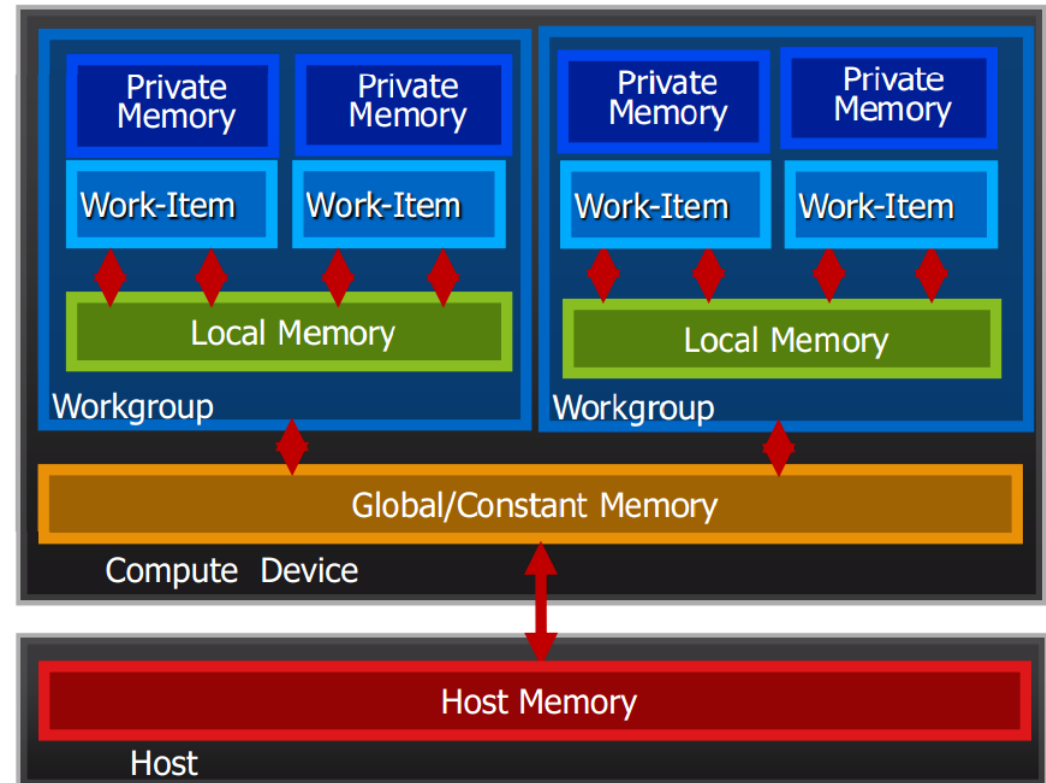 Private
Memory
Private
Memory
Private
Memory
Private
Memory
Work-Item
Work-Item
Work-Item
Work-Item
Local Memory
Local Memory
Workgroup
Workgroup
Global/Constant Memory
Compute Device
Host Memory
Host